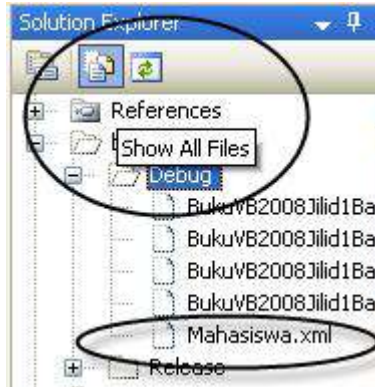 Solution Explorer
References
Show All Files
Debug
BukuVB2008Jilid1Ba
BukuVB2008Jilid1Ba
BukuVB2008Jilid1Ba
BukuVB2008Jilid1Ba
Mahasiswa.xml
Release